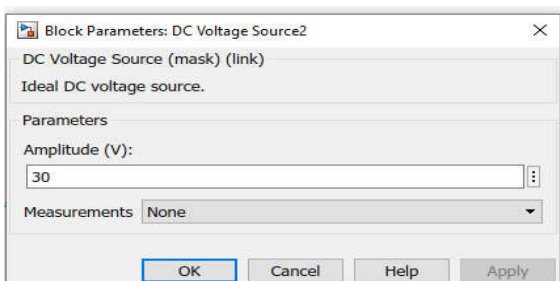 Block Parameters: DC Voltage Source2
DC Voltage Source (mask) (link)
Ideal DC voltage source.
Parameters
Amplitude (V):
30
Measurements None
OK Cancel Help Apply